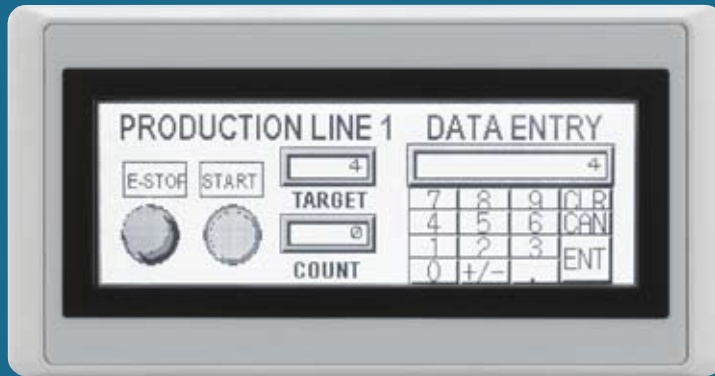 PRODUCTION LINE 1
E-STOP
START
4
TARGET
0
COUNT
DATA ENTRY
4
7 8 9 CLR
4 5 6 CAN
1 2 3 ENT
0 +/- .